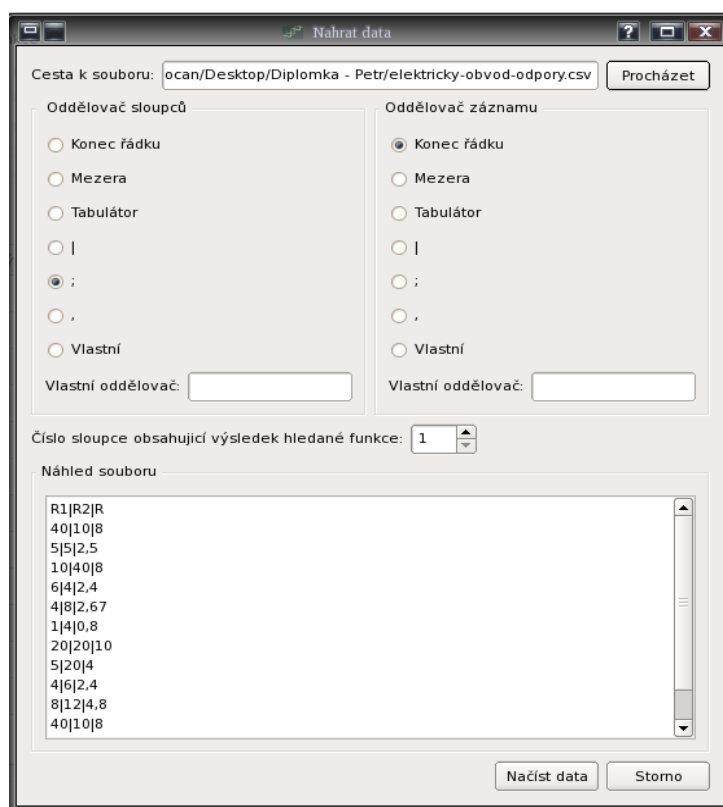 Nahrat data
Cesta k souboru: ocan/Desktop/Diplomka - Petr/elektricky-obvod-odpory.csv Procházet
Oddělovač sloupců
Konec řádku
Mezera
Tabulátor
|
;
,
Vlastní
Vlastní oddělovač:
Oddělovač záznamu
Konec řádku
Mezera
Tabulátor
|
;
,
Vlastní
Vlastní oddělovač:
Číslo sloupce obsahujicí výsledek hledané funkce: 1
Náhled souboru
R1|R2|R
40|10|8
5|5|2,5
10|40|8
6|4|2,4
4|8|2,67
1|4|0,8
20|20|10
5|20|4
4|6|2,4
8|12|4,8
40|10|8
Načíst data Storno